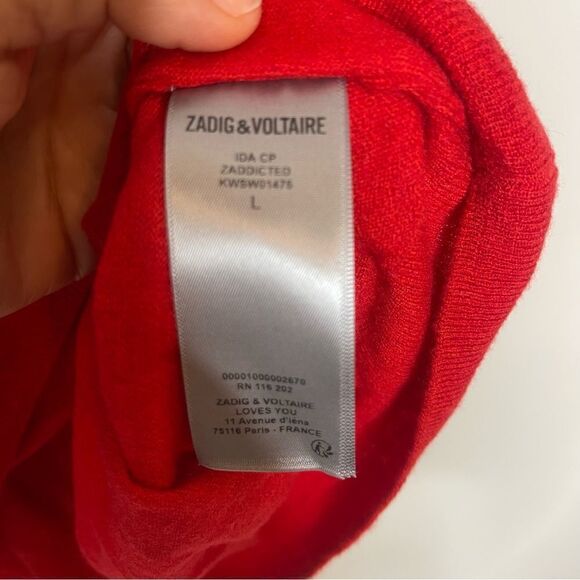 ZADIG&VOLTAIRE
IDA CP
ZADDICTED
KWSW01475
L
00001000002670
RN 116 202
ZADIG & VOLTAIRE
LOVES YOU
11 Avenue d'iena
75116 Paris - FRANCE